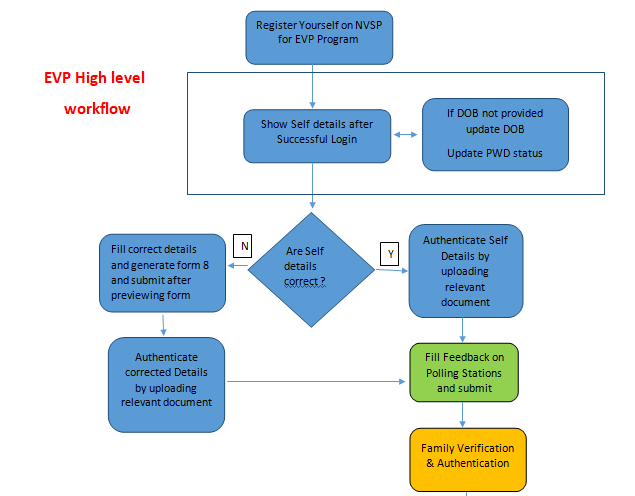 Register Yourself on NVSP
for EVP Program
EVP High level
workflow
Show Self details after
Successful Login
If DOB not provided
update DOB
Update PWD status
Fill correct details
and generate form 8
and submit after
previewing form
N
Are Self
details
correct ?
Y
Authenticate Self
Details by
uploading
relevant
document
Authenticate
corrected Details
by uploading
relevant document
Fill Feedback on
Polling Stations
and submit
Family Verification
& Authentication